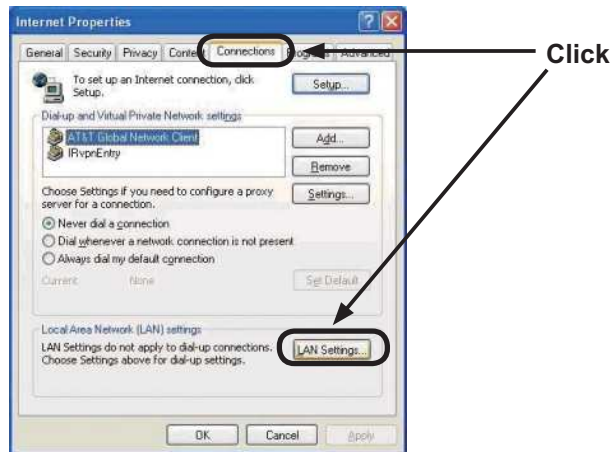 Internet Properties
General Security Privacy Content Connections Programs Advanced
Click
To set up an Internet connection, click
Setup.
Setup...
Dial-up and Virtual Private Network settings
AT&T Global Network Client
IRvpnEntry
Add...
Remove
Choose Settings if you need to configure a proxy
server for a connection.
Settings...
Never dial a connection
Dial whenever a network connection is not present
Always dial my default connection
Current None
Set Default
Local Area Network (LAN) settings
LAN Settings do not apply to dial-up connections.
Choose Settings above for dial-up settings.
LAN Settings...
OK Cancel Apply